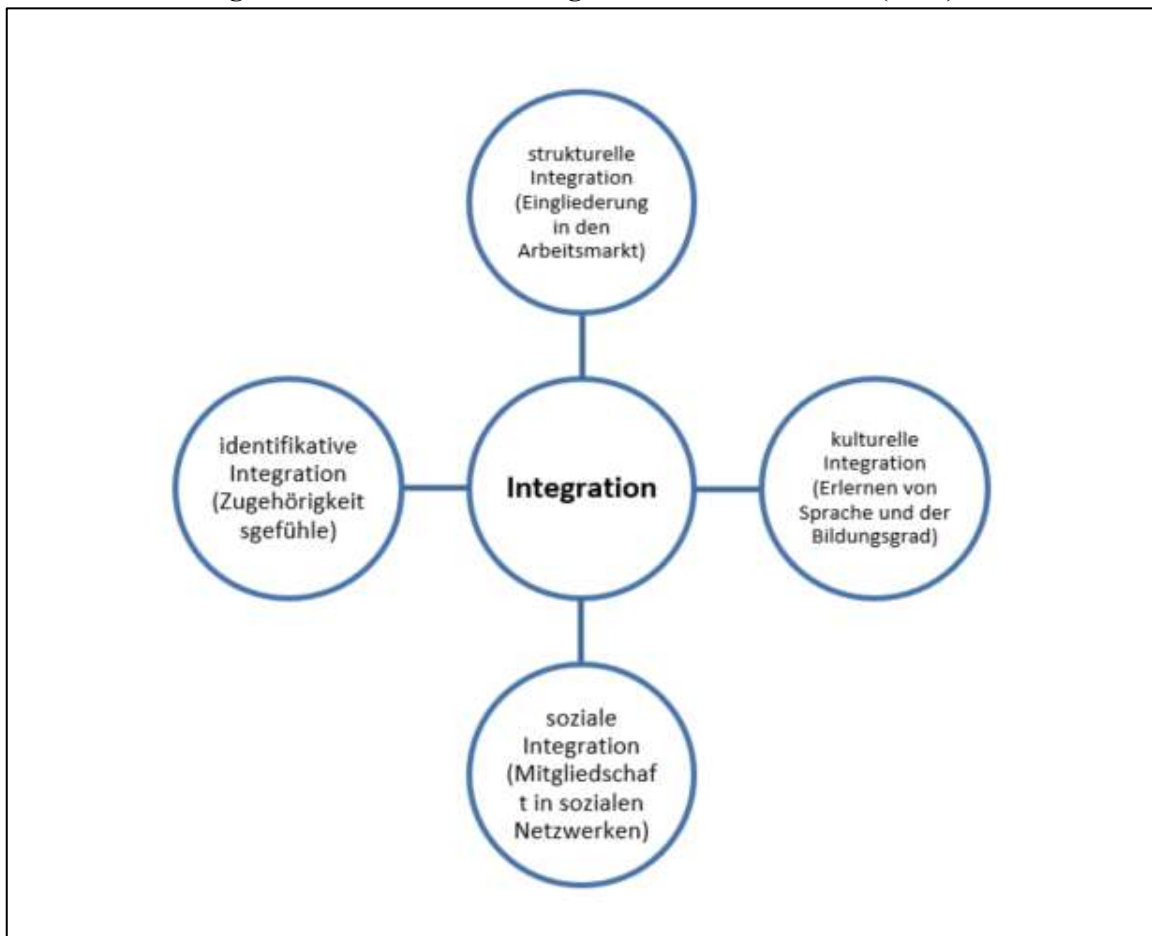 strukturelle
Integration
(Eingliederung
in den
Arbeitsmarkt)
identifikative
Integration
(Zugehörigkeit
sgefühle)
Integration
kulturelle
Integration
(Erlernen von
Sprache und der
Bildungsgrad)
soziale
Integration
(Mitgliedschaf
t in sozialen
Netzwerken)